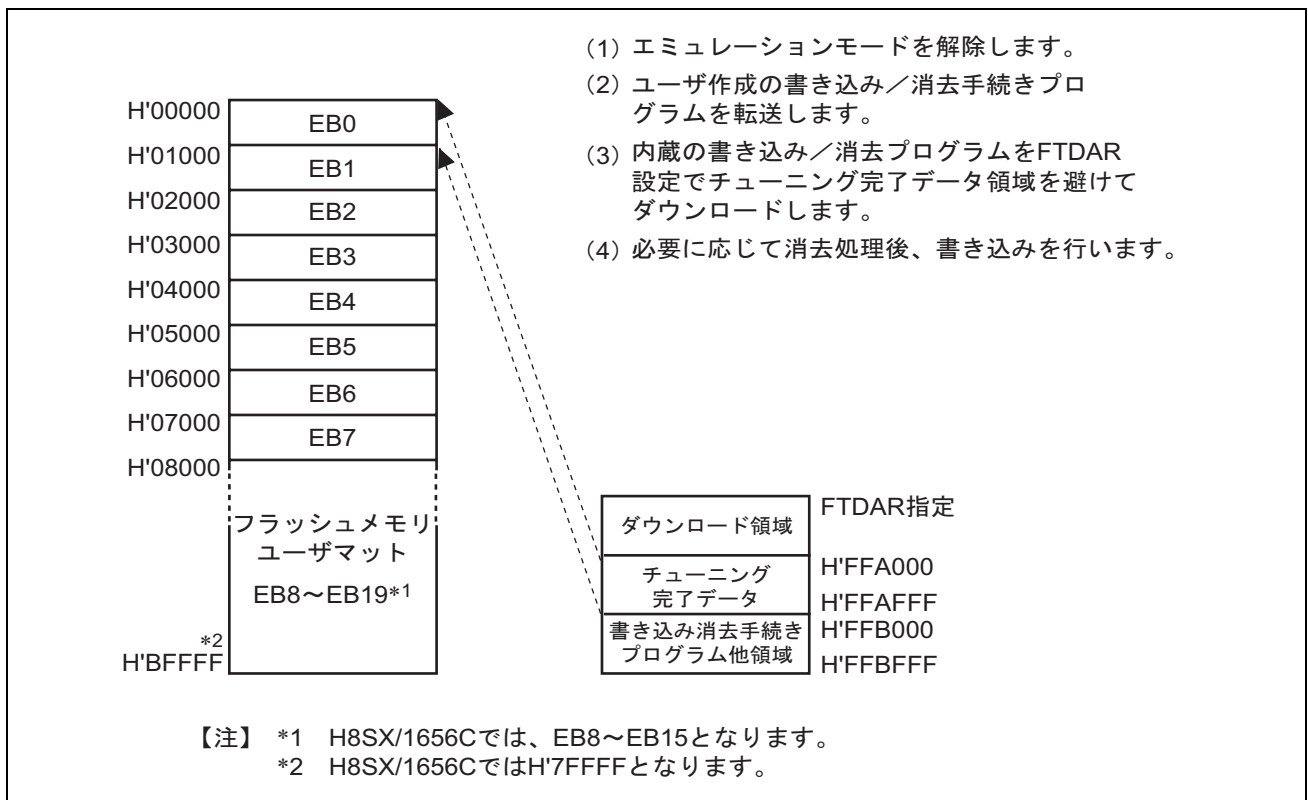 (1) エミュレーションモードを解除します。
(2) ユーザ作成の書き込み／消去手続きプロ
グラムを転送します。
(3) 内蔵の書き込み／消去プログラムをFTDAR
設定でチューニング完了データ領域を避けて
ダウンロードします。
(4) 必要に応じて消去処理後、書き込みを行います。
H'00000
EB0
H'01000
EB1
H'02000
EB2
H'03000
EB3
H'04000
EB4
H'05000
EB5
H'06000
EB6
H'07000
EB7
H'08000
フラッシュメモリ
ユーザマット
EB8～EB19*1
*2
H'BFFFF
ダウンロード領域
FTDAR指定
チューニング
完了データ
H'FFA000
H'FFAFFF
書き込み消去手続き
プログラム他領域
H'FFB000
H'FFBFFF
【注】 *1 H8SX/1656Cでは、EB8～EB15となります。
*2 H8SX/1656CではH'7FFFFとなります。